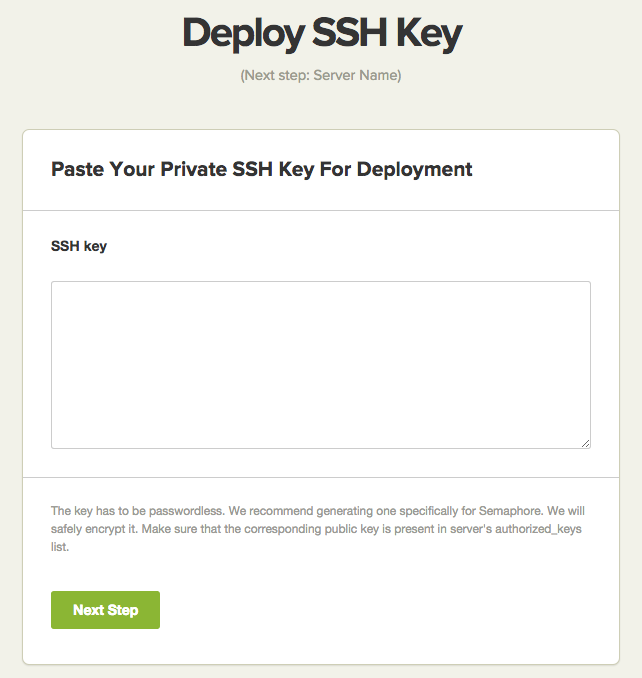 Deploy SSH Key
(Next step: Server Name)
Paste Your Private SSH Key For Deployment
SSH key
The key has to be passwordless. We recommend generating one specifically for Semaphore. We will
safely encrypt it. Make sure that the corresponding public key is present in server's authorized_keys
list.
Next Step